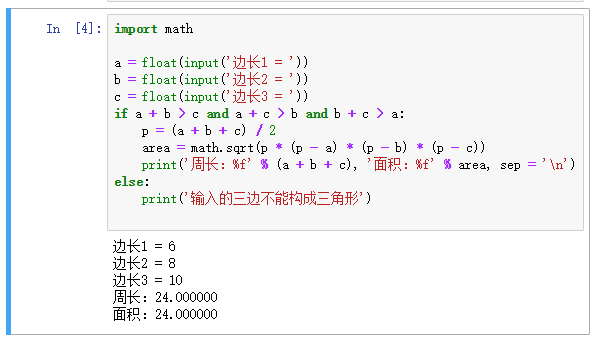 In [4]:
import math
a = float(input('边长1 = '))
b = float(input('边长2 = '))
c = float(input('边长3 = '))
if a + b > c and a + c > b and b + c > a:
    p = (a + b + c) / 2
    area = math.sqrt(p * (p - a) * (p - b) * (p - c))
    print('周长：%f' % (a + b + c), '面积：%f' % area, sep = '\n')
else:
    print('输入的三边不能构成三角形')
边长1 = 6
边长2 = 8
边长3 = 10
周长：24.000000
面积：24.000000